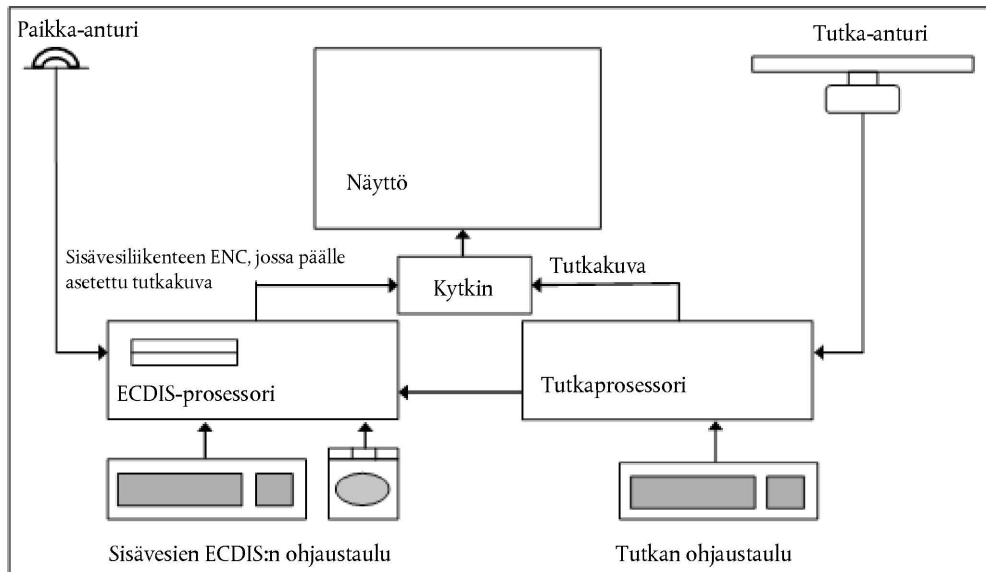 Paikka-anturi
Tutka-anturi
Näyttö
Sisävesiliikenteen ENC, jossa päälle
asetettu tutkakuva
Kytkin
Tutkakuva
ECDIS-prosessori
Tutkaprosessori
Sisävesien ECDIS:n ohjaustaulu
Tutkan ohjaustaulu